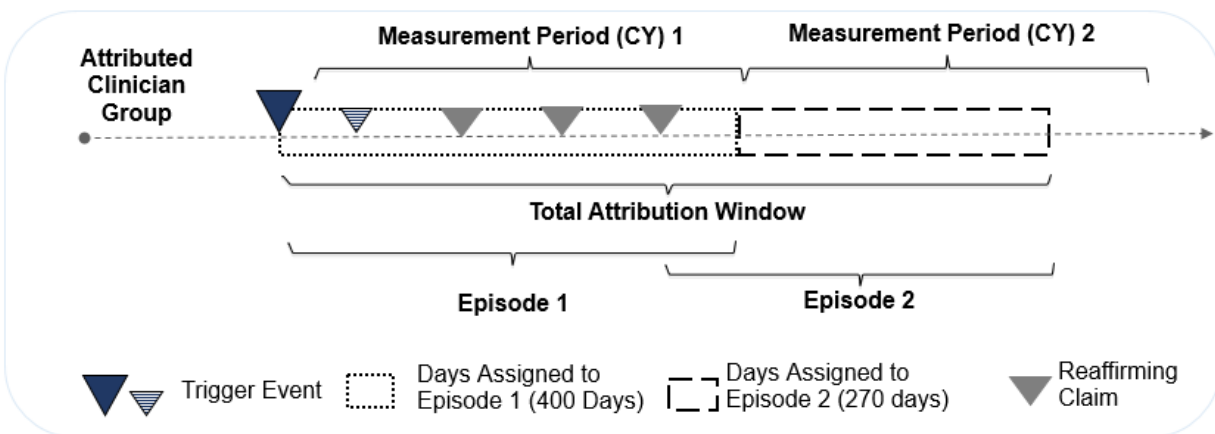 Measurement Period (CY) 1
Measurement Period (CY) 2
Attributed
Clinician
Group
Total Attribution Window
Episode 1
Episode 2
Trigger Event
Days Assigned to
Episode 1 (400 Days)
Days Assigned to
Episode 2 (270 days)
Reaffirming
Claim